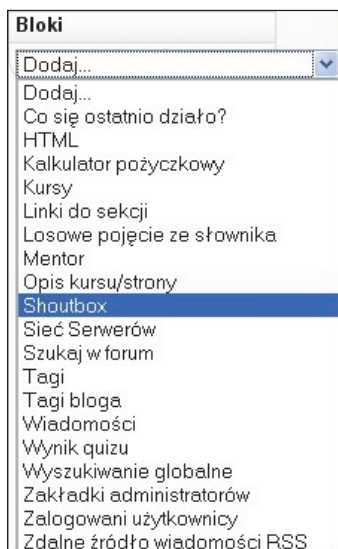 Bloki
Dodaj...
Dodaj...
Co się ostatnio działo?
HTML
Kalkulator pożyczkowy
Kursy
Linki do sekcji
Losowe pojęcie ze słownika
Mentor
Opis kursu/strony
Shoutbox
Sieć Serwerów
Szukaj w forum
Tagi
Tagi bloga
Wiadomości
Wynik quizu
Wyszukiwanie globalne
Zakładki administratorów
Zalogowani użytkownicy
Zdalne źródło wiadomości RSS